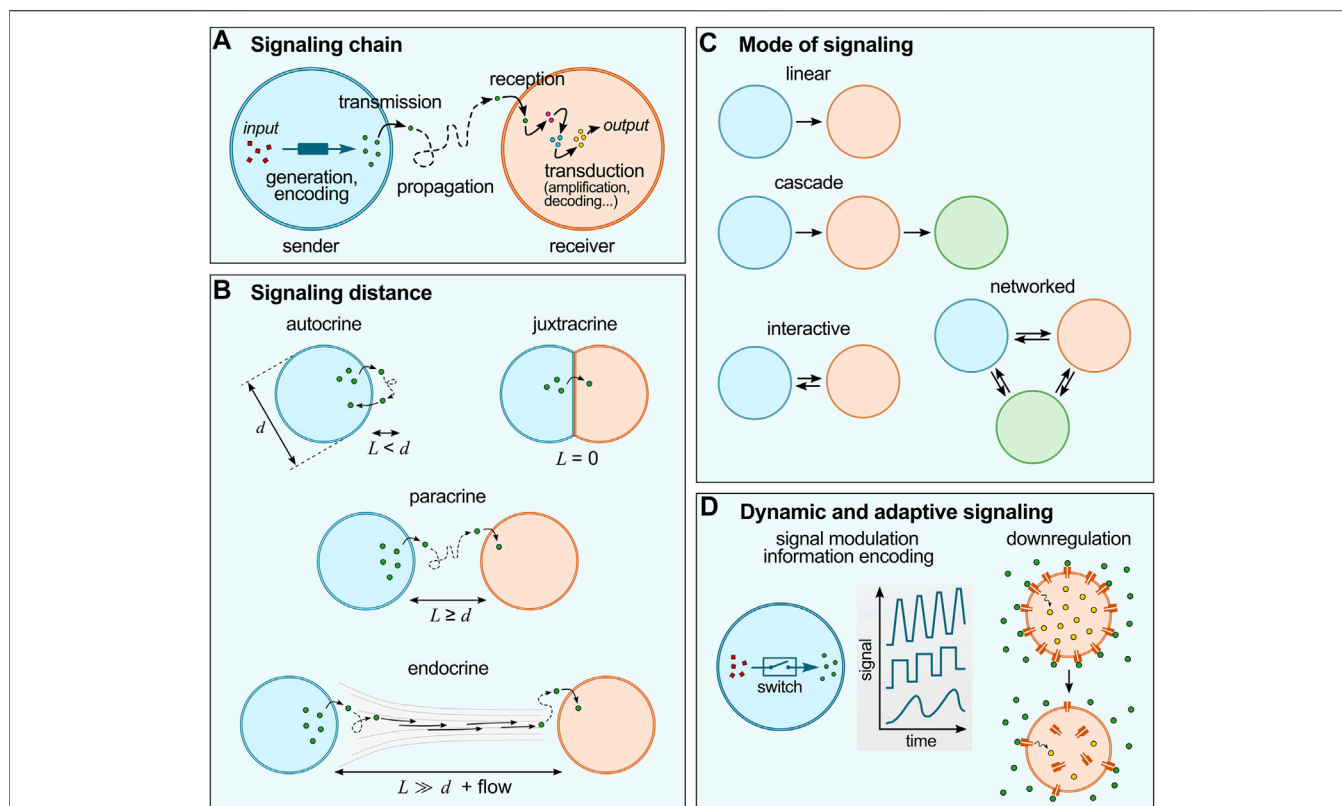 A Signaling chain
transmission
reception
input
output
generation,
encoding
propagation
transduction
(amplification,
decoding...)
sender
receiver
B Signaling distance
autocrine
juxtracrine
d
L < d
L = 0
paracrine
L ≥ d
endocrine
L ≫ d + flow
C Mode of signaling
linear
cascade
networked
interactive
D Dynamic and adaptive signaling
signal modulation
information encoding
downregulation
switch
signal
time